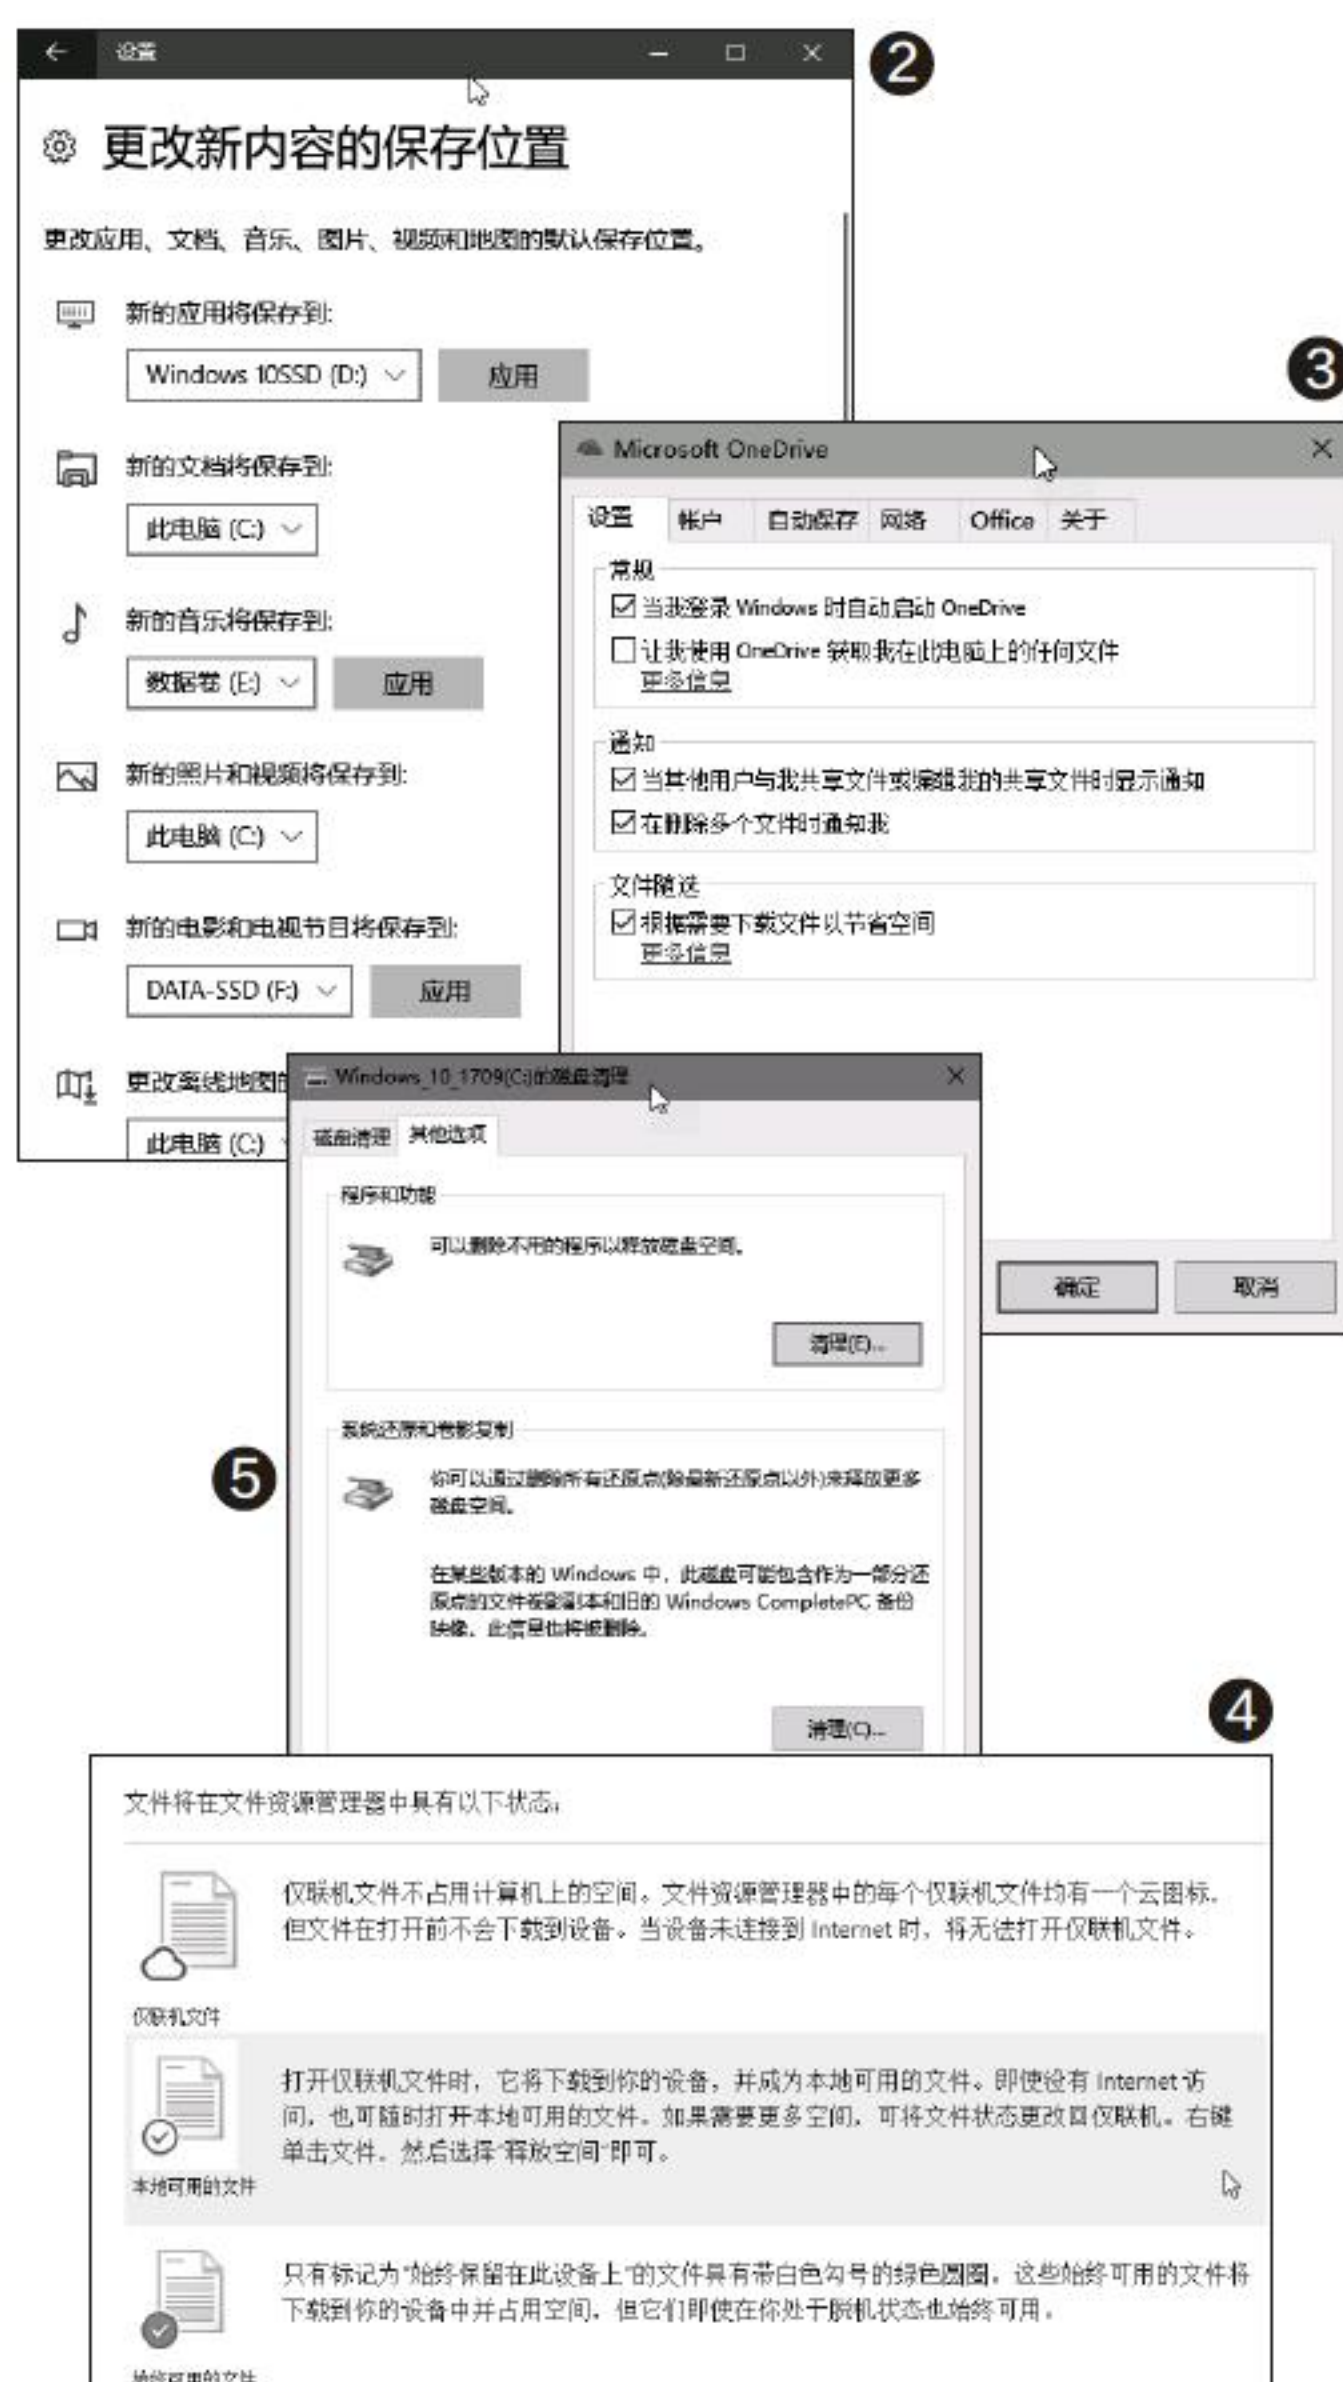 设置
②
更改新内容的保存位置
更改应用、文档、音乐、图片、视频和地图的默认保存位置。
新的应用将保存到:
Windows 10SSD (D:)
应用
新的文档将保存到:
此电脑 (C:)
新的音乐将保存到:
数据卷 (E:)
应用
新的照片和视频将保存到:
此电脑 (C:)
新的电影和电视节目将保存到:
DATA-SSD (F:)
应用
更改离线地图的
此电脑 (C:)
③
Microsoft OneDrive
设置 帐户 自动保存 网络 Office 关于
常规
当我登录 Windows 时自动启动 OneDrive
让我使用 OneDrive 获取我在此电脑上的任何文件
更多信息
通知
当其他用户与我共享文件或编辑我的共享文件时显示通知
在删除多个文件时通知我
文件随选
根据需要下载文件以节省空间
更多信息
确定 取消
⑤
Windows_10_1709(C:)的磁盘清理
磁盘清理 其他选项
程序和功能
可以删除不用的程序以释放磁盘空间。
清理(E)...
系统还原和卷影复制
你可以通过删除所有还原点(除最新还原点以外)来释放更多
磁盘空间。
在某些版本的 Windows 中，此磁盘可能包含作为一部分还
原点的文件卷影副本和旧的 Windows CompletePC 备份
映像。此信息也将被删除。
清理(C)...
④
文件将在文件资源管理器中具有以下状态:
仅联机文件不占用计算机上的空间。文件资源管理器中的每个仅联机文件均有一个云图标，
但文件在打开前不会下载到设备。当设备未连接到 Internet 时，将无法打开仅联机文件。
仅联机文件
打开仅联机文件时，它将下载到你的设备，并成为本地可用的文件。即使没有 Internet 访
问，也可随时打开本地可用的文件。如果需要更多空间，可将文件状态更改回仅联机。右键
单击文件，然后选择"释放空间"即可。
本地可用的文件
只有标记为"始终保留在此设备上"的文件具有带白色勾号的绿色圆圈。这些始终可用的文件将
下载到你的设备中并占用空间，但它们即使在你处于脱机状态也始终可用。
始终可用的文件